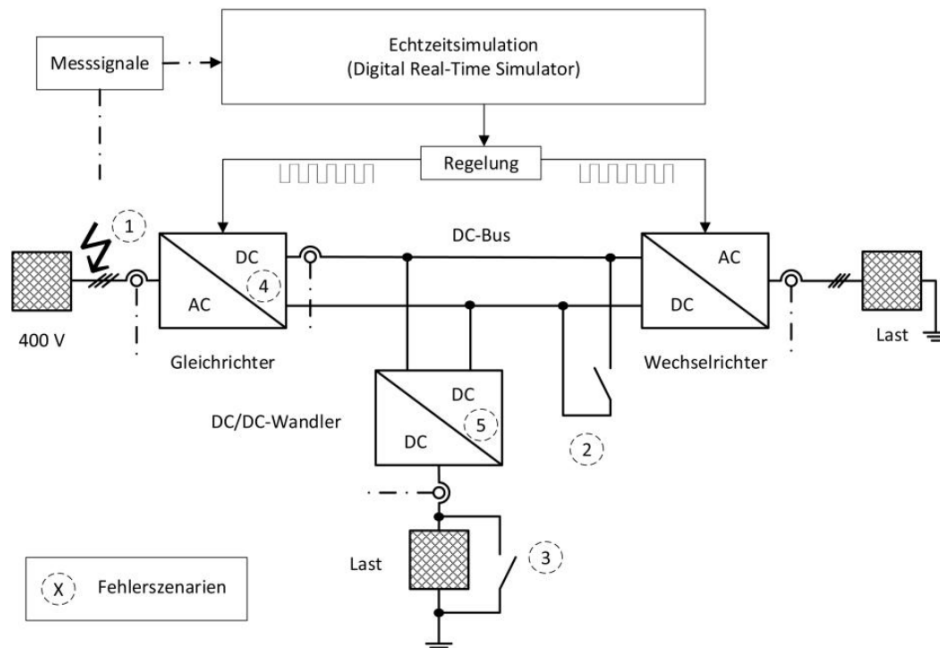 Echtzeitsimulation
(Digital Real-Time Simulator)
Messsignale
Regelung
1
DC-Bus
DC
4
AC
AC
DC
400 V
Gleichrichter
Wechselrichter
Last
DC/DC-Wandler
DC
5
DC
2
Last
3
X Fehlerszenarien